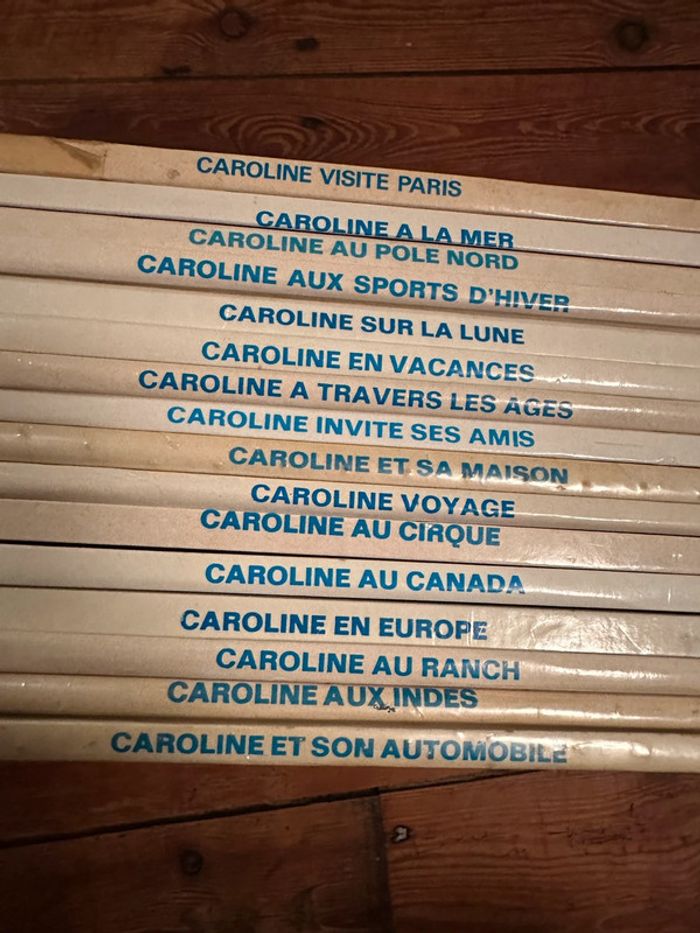 CAROLINE VISITE PARIS
CAROLINE A LA MER
CAROLINE AU POLE NORD
CAROLINE AUX SPORTS D'HIVER
CAROLINE SUR LA LUNE
CAROLINE EN VACANCES
CAROLINE A TRAVERS LES AGES
CAROLINE INVITE SES AMIS
CAROLINE ET SA MAISON
CAROLINE VOYAGE
CAROLINE AU CIRQUE
CAROLINE AU CANADA
CAROLINE EN EUROPE
CAROLINE AU RANCH
CAROLINE AUX INDES
CAROLINE ET SON AUTOMOBILE